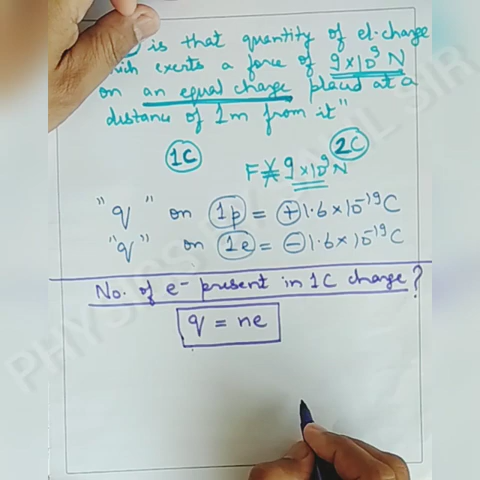 is that quantity of el. charge
which exerts a force of 9×10⁹ N
on an equal charge placed at a
distance of 1m from it"
1C 2C
F ≠ 9×10⁹ N
"q" on 1p = +1.6×10⁻¹⁹C
"q" on 1e = −1.6×10⁻¹⁹C
No. of e⁻ present in 1C charge?
q = ne